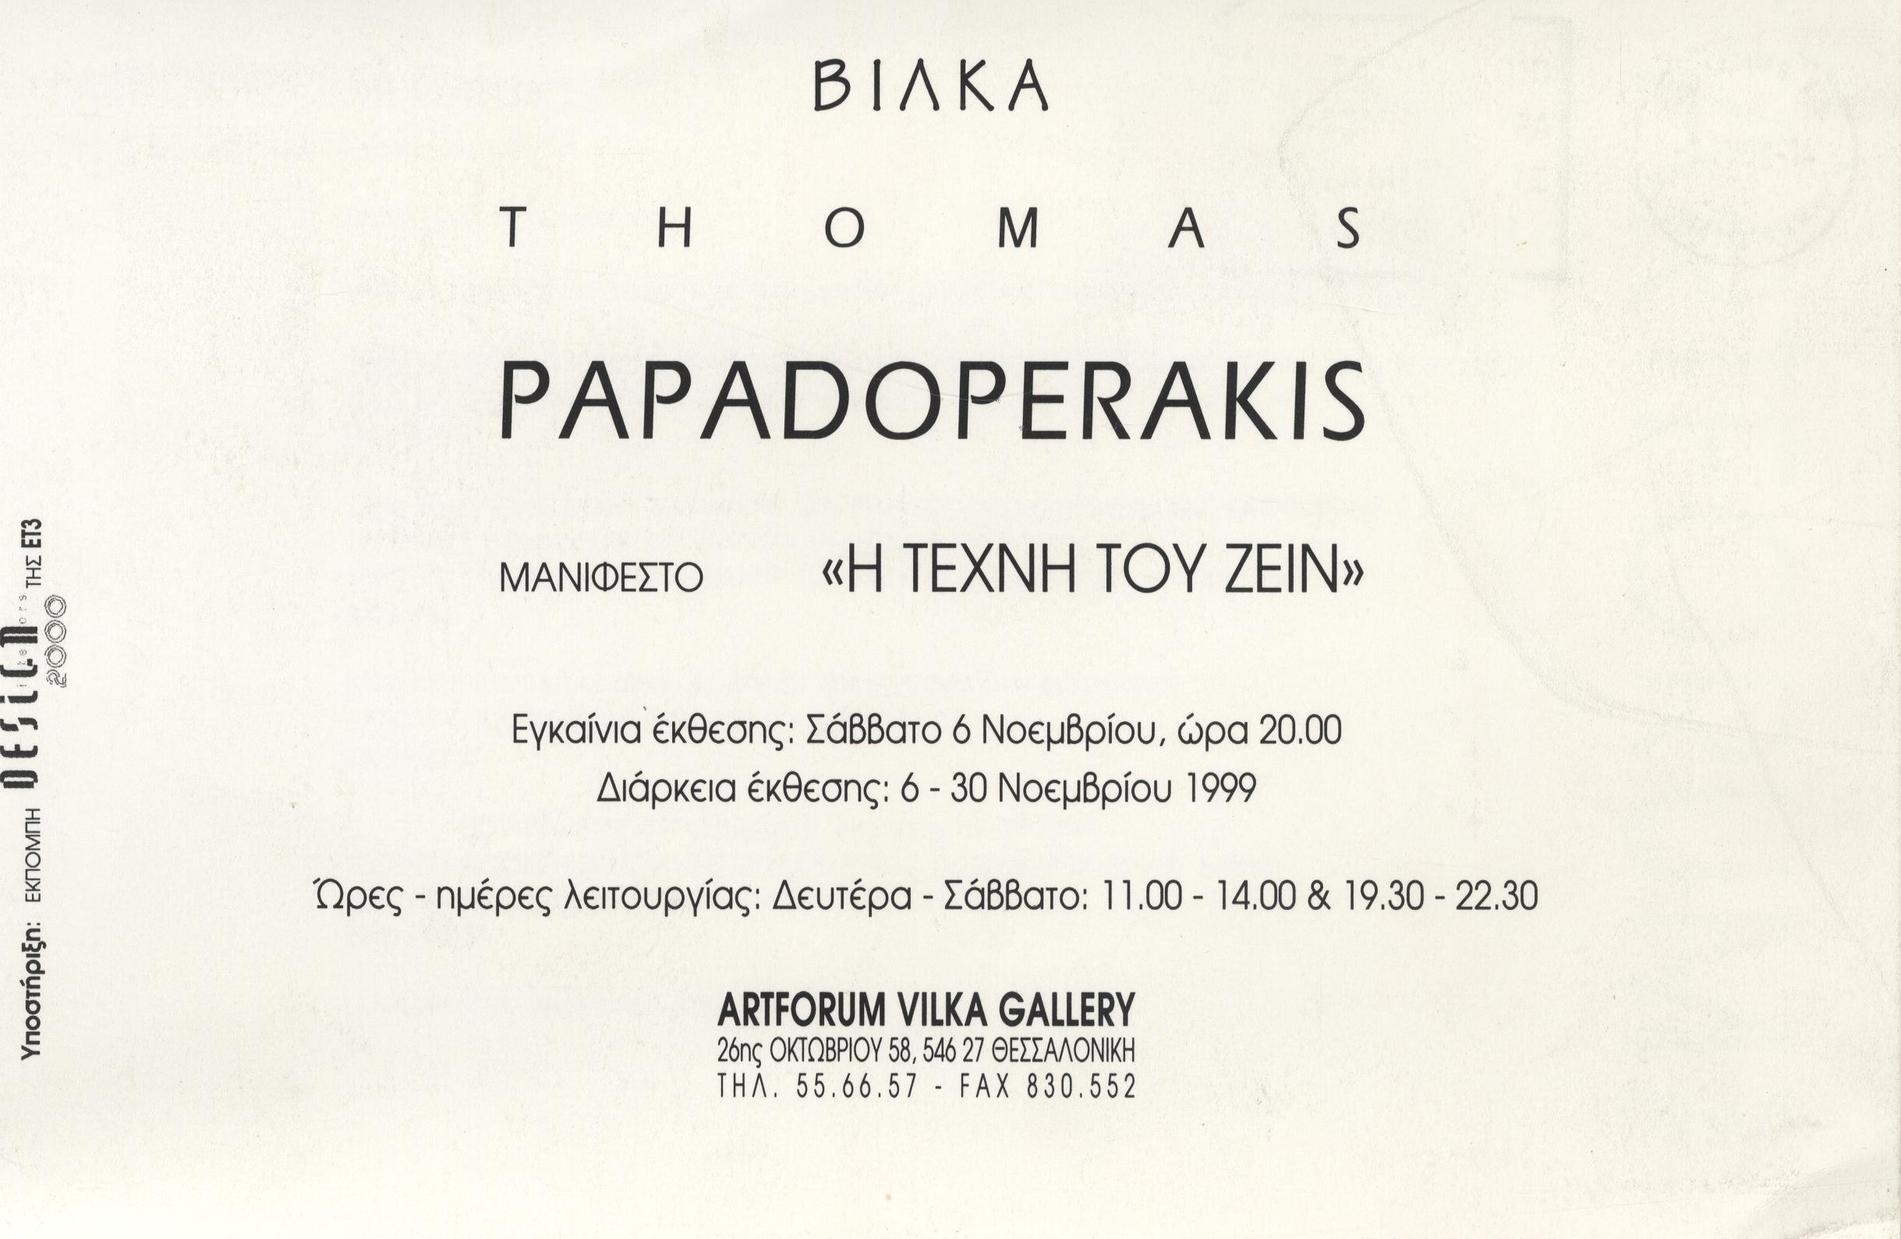 ΒΙΛΚΑ
THOMAS
PAPADOPERAKIS
ΜΑΝΙΦΕΣΤΟ «Η ΤΕΧΝΗ ΤΟΥ ΖΕΙΝ»
Εγκαίνια έκθεσης: Σάββατο 6 Νοεμβρίου, ώρα 20.00
Διάρκεια έκθεσης: 6 - 30 Νοεμβρίου 1999
Ώρες - ημέρες λειτουργίας: Δευτέρα - Σάββατο: 11.00 - 14.00 & 19.30 - 22.30
ARTFORUM VILKA GALLERY
26ης ΟΚΤΩΒΡΙΟΥ 58, 546 27 ΘΕΣΣΑΛΟΝΙΚΗ
ΤΗΛ. 55.66.57 - FAX 830.552
Υποστήριξη: ΕΚΠΟΜΠΗ DESIGN 2000 ΤΗΣ ΕΤ3